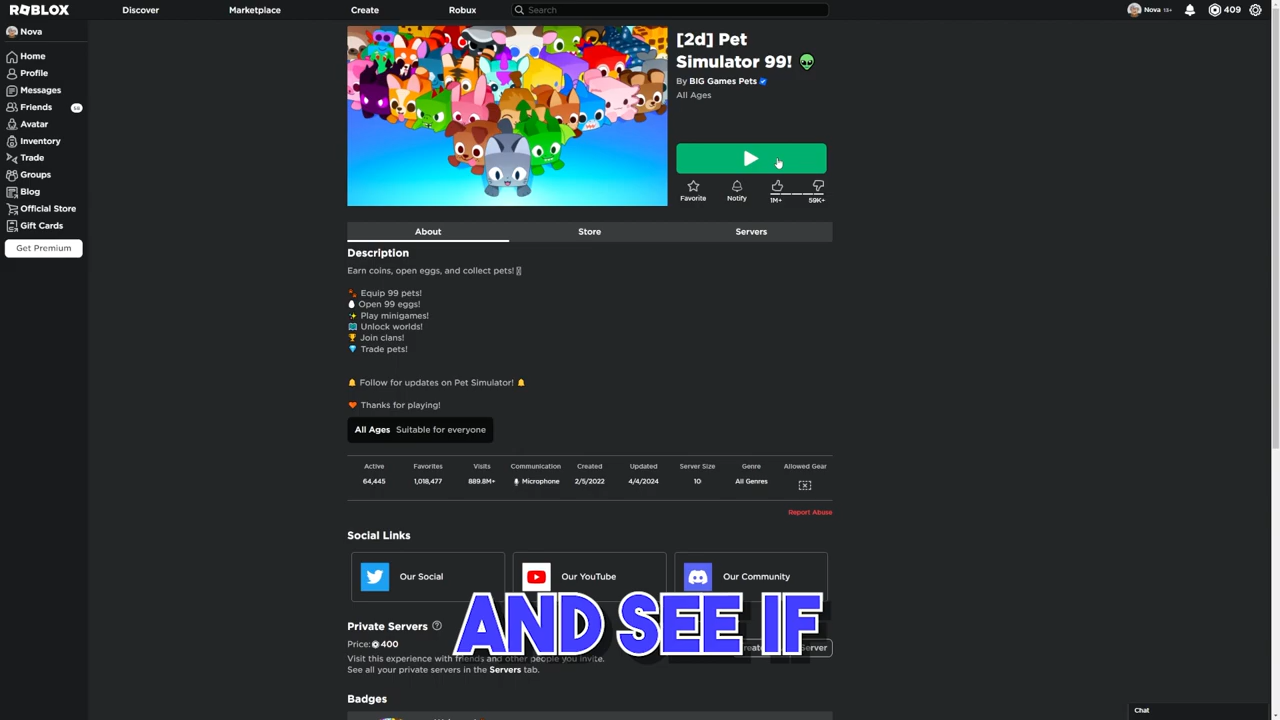 ROBLOX Discover Marketplace Create Robux Search Nova 13+ 409
Nova
Home
Profile
Messages
Friends
Avatar
Inventory
Trade
Groups
Blog
Official Store
Gift Cards
Get Premium
[2d] Pet
Simulator 99!
By BIG Games Pets
All Ages
Favorite Notify 1M+ 59K+
About Store Servers
Description
Earn coins, open eggs, and collect pets!
Equip 99 pets!
Open 99 eggs!
Play minigames!
Unlock worlds!
Join clans!
Trade pets!
Follow for updates on Pet Simulator!
Thanks for playing!
All Ages Suitable for everyone
Active Favorites Visits Communication Created Updated Server Size Genre Allowed Gear
64,445 1,018,477 889.8M+ Microphone 2/5/2022 4/4/2024 10 All Genres
Report Abuse
Social Links
Our Social Our YouTube Our Community
AND SEE IF
Private Servers
Price: 400
Visit this experience with friends and other people you invite.
See all your private servers in the Servers tab.
Badges
Chat